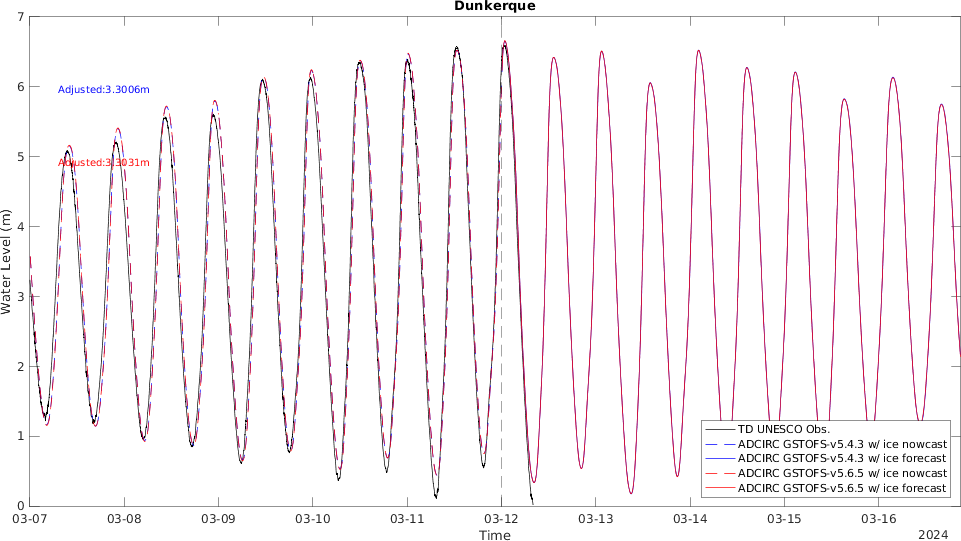 Dunkerque
7
6
5
4
3
2
1
0
Water Level (m)
Adjusted:3.3006m
Adjusted:3.3031m
TD UNESCO Obs.
ADCIRC GSTOFS-v5.4.3 w/ ice nowcast
ADCIRC GSTOFS-v5.4.3 w/ ice forecast
ADCIRC GSTOFS-v5.6.5 w/ ice nowcast
ADCIRC GSTOFS-v5.6.5 w/ ice forecast
03-07 03-08 03-09 03-10 03-11 03-12 03-13 03-14 03-15 03-16
Time
2024